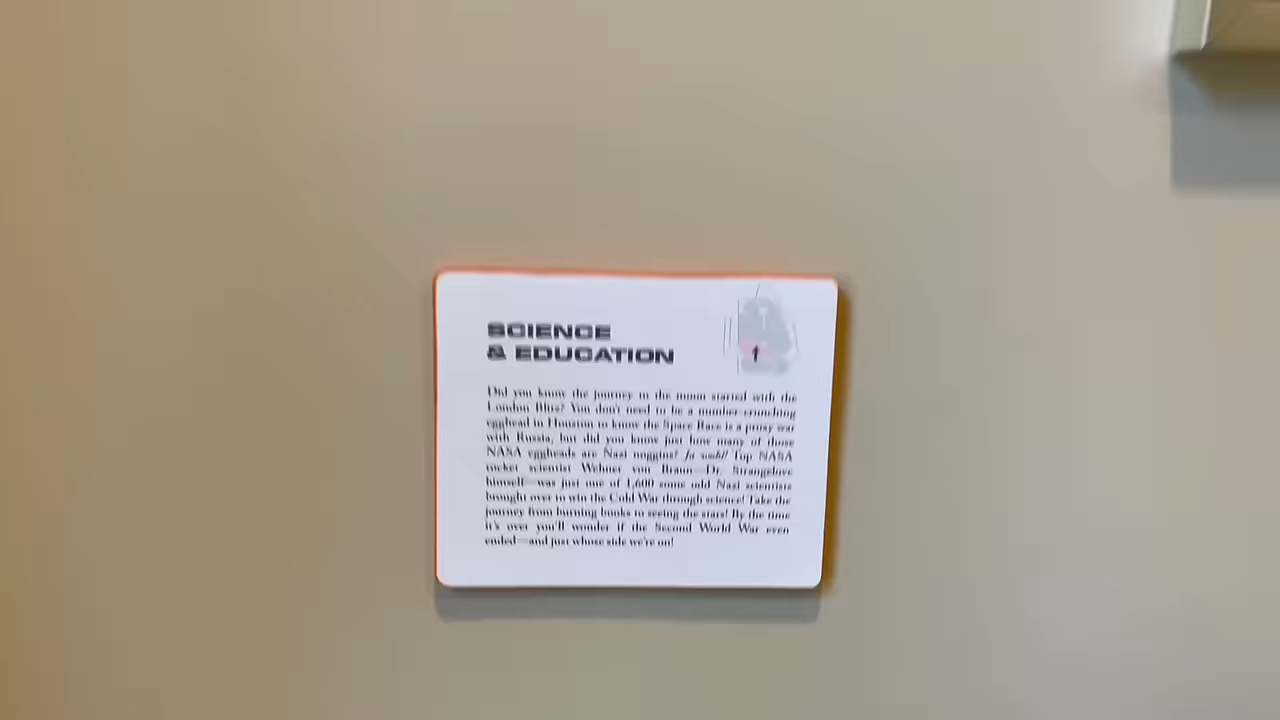 SCIENCE
& EDUCATION
Did you know the journey to the moon started with the
London Blitz? You don't need to be a number crunching
egghead in Houston to know the Space Race is a proxy war
with Russia, but did you know just how many of those
NASA eggheads are Nazi noggins? Ja wohl! Top NASA
rocket scientist Wehner von Braun—Dr. Strangelove
himself—was just one of 1,600 some odd Nazi scientists
brought over to win the Cold War through science! Take the
journey from burning books to seeing the stars! By the time
it's over you'll wonder if the Second World War even
ended—and just whose side we're on!